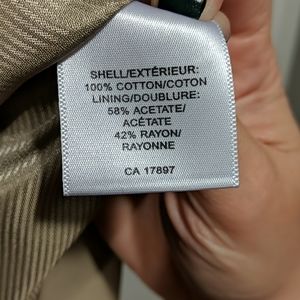 SHELL/EXTÉRIEUR:
100% COTTON/COTON
LINING/DOUBLURE:
58% ACETATE/
ACÉTATE
42% RAYON/
RAYONNE
CA 17897